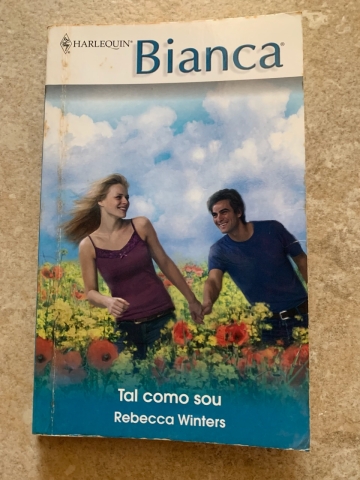 HARLEQUIN®
Bianca®
Tal como sou
Rebecca Winters